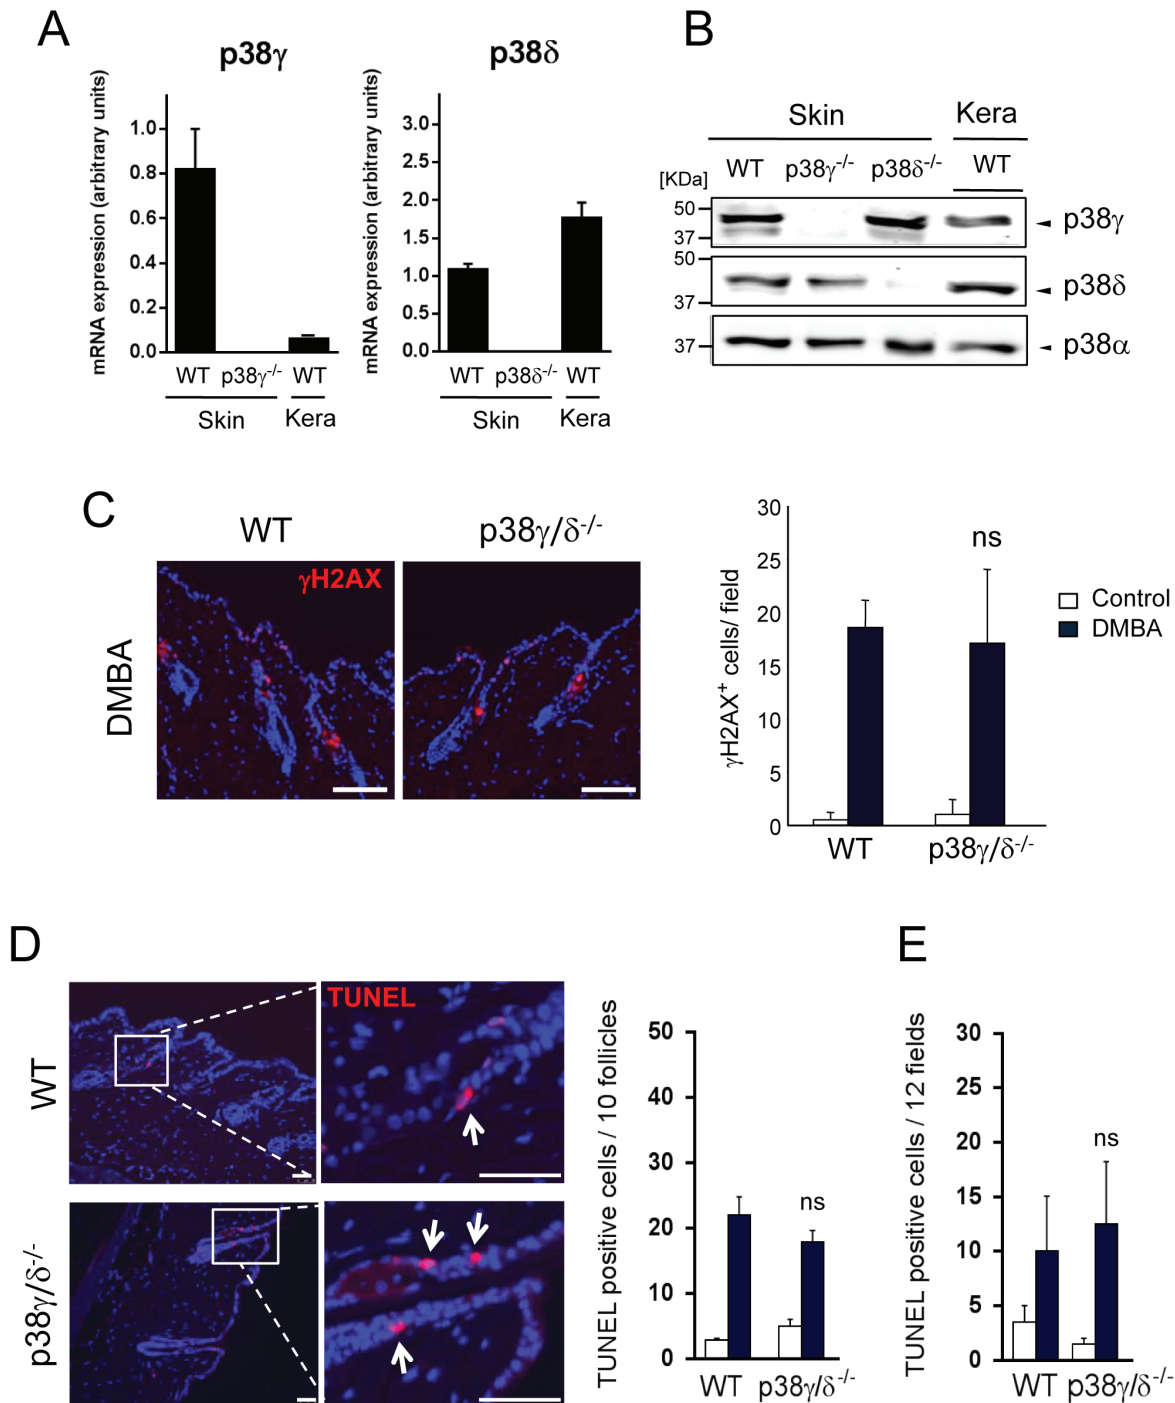 A
p38γ
mRNA expression (arbitrary units)
1.0
0.8
0.6
0.4
0.2
0.0
WT p38γ-/- WT
Skin Kera
p38δ
mRNA expression (arbitrary units)
3.0
2.5
2.0
1.5
1.0
0.5
0.0
WT p38δ-/- WT
Skin Kera
B
Skin Kera
[KDa] WT p38γ-/- p38δ-/- WT
50
37
p38γ
50
37
p38δ
37
p38α
C
WT p38γ/δ-/-
γH2AX
DMBA
γH2AX+ cells/ field
30
25
20
15
10
5
0
ns
WT p38γ/δ-/-
Control
DMBA
D
WT
TUNEL
p38γ/δ-/-
TUNEL positive cells / 10 follicles
50
40
30
20
10
0
ns
WT p38γ/δ-/-
E
TUNEL positive cells / 12 fields
30
25
20
15
10
5
0
ns
WT p38γ/δ-/-